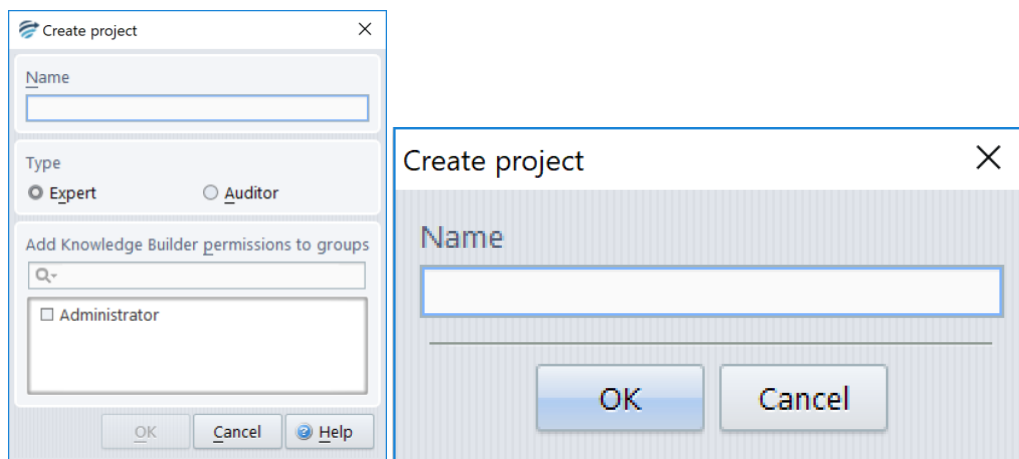 Create project
Name
Type
Expert
Auditor
Add Knowledge Builder permissions to groups
Administrator
OK
Cancel
Help
Create project
Name
OK
Cancel